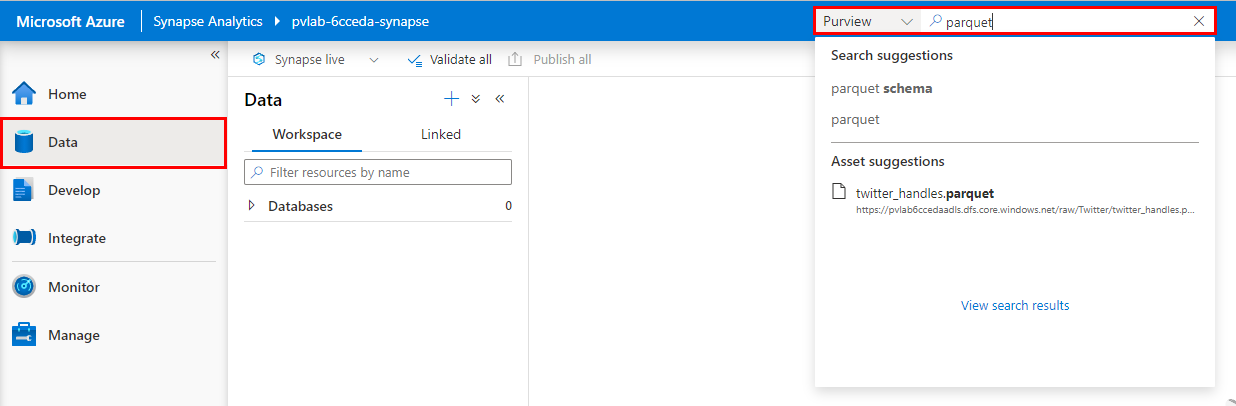 Microsoft Azure Synapse Analytics pvlab-6cceda-synapse Purview parquet
Synapse live Validate all Publish all
Home
Data
Develop
Integrate
Monitor
Manage
Data
Workspace Linked
Filter resources by name
Databases 0
Search suggestions
parquet schema
parquet
Asset suggestions
twitter_handles.parquet
https://pvlab6ccedaadls.dfs.core.windows.net/raw/Twitter/twitter_handles.p...
View search results